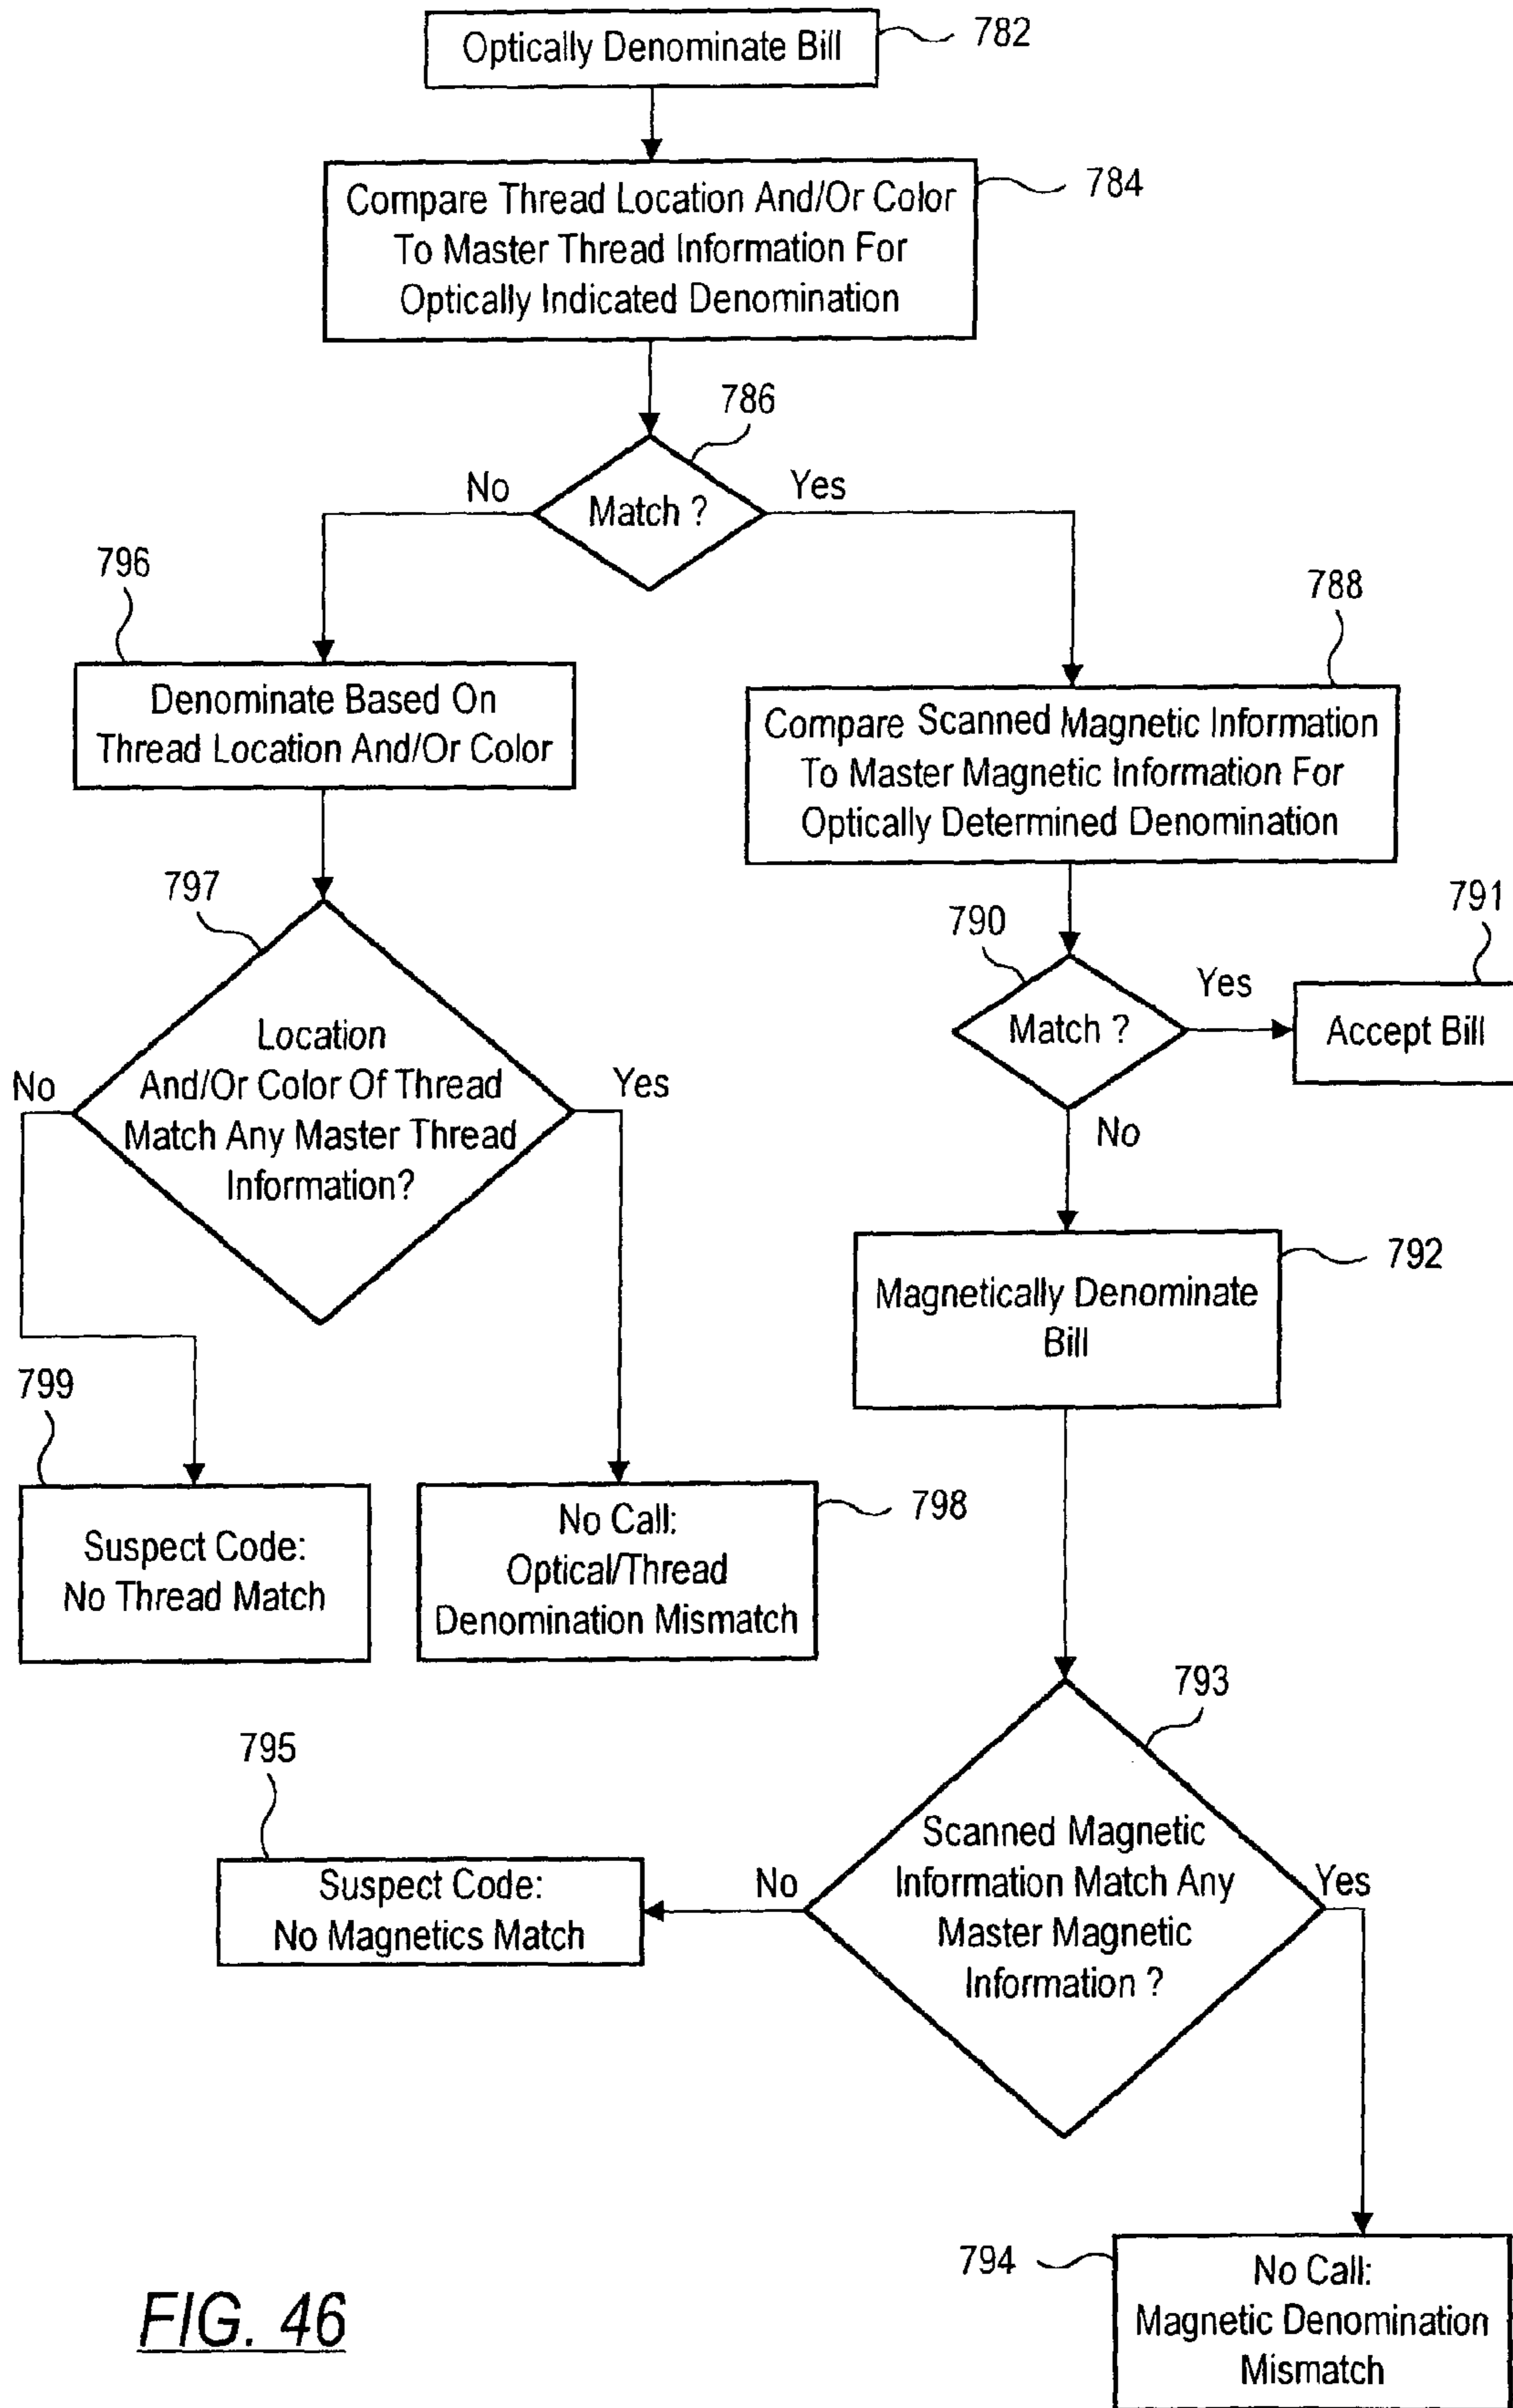 Optically Denominate Bill
782
Compare Thread Location And/Or Color
To Master Thread Information For
Optically Indicated Denomination
784
786
Match ?
No
Yes
796
Denominate Based On
Thread Location And/Or Color
788
Compare Scanned Magnetic Information
To Master Magnetic Information For
Optically Determined Denomination
797
Location
And/Or Color Of Thread
Match Any Master Thread
Information?
No
Yes
790
Match ?
Yes
791
Accept Bill
No
792
Magnetically Denominate
Bill
799
Suspect Code:
No Thread Match
No Call:
Optical/Thread
Denomination Mismatch
798
793
Scanned Magnetic
Information Match Any
Master Magnetic
Information ?
No
Yes
795
Suspect Code:
No Magnetics Match
794
No Call:
Magnetic Denomination
Mismatch
FIG. 46